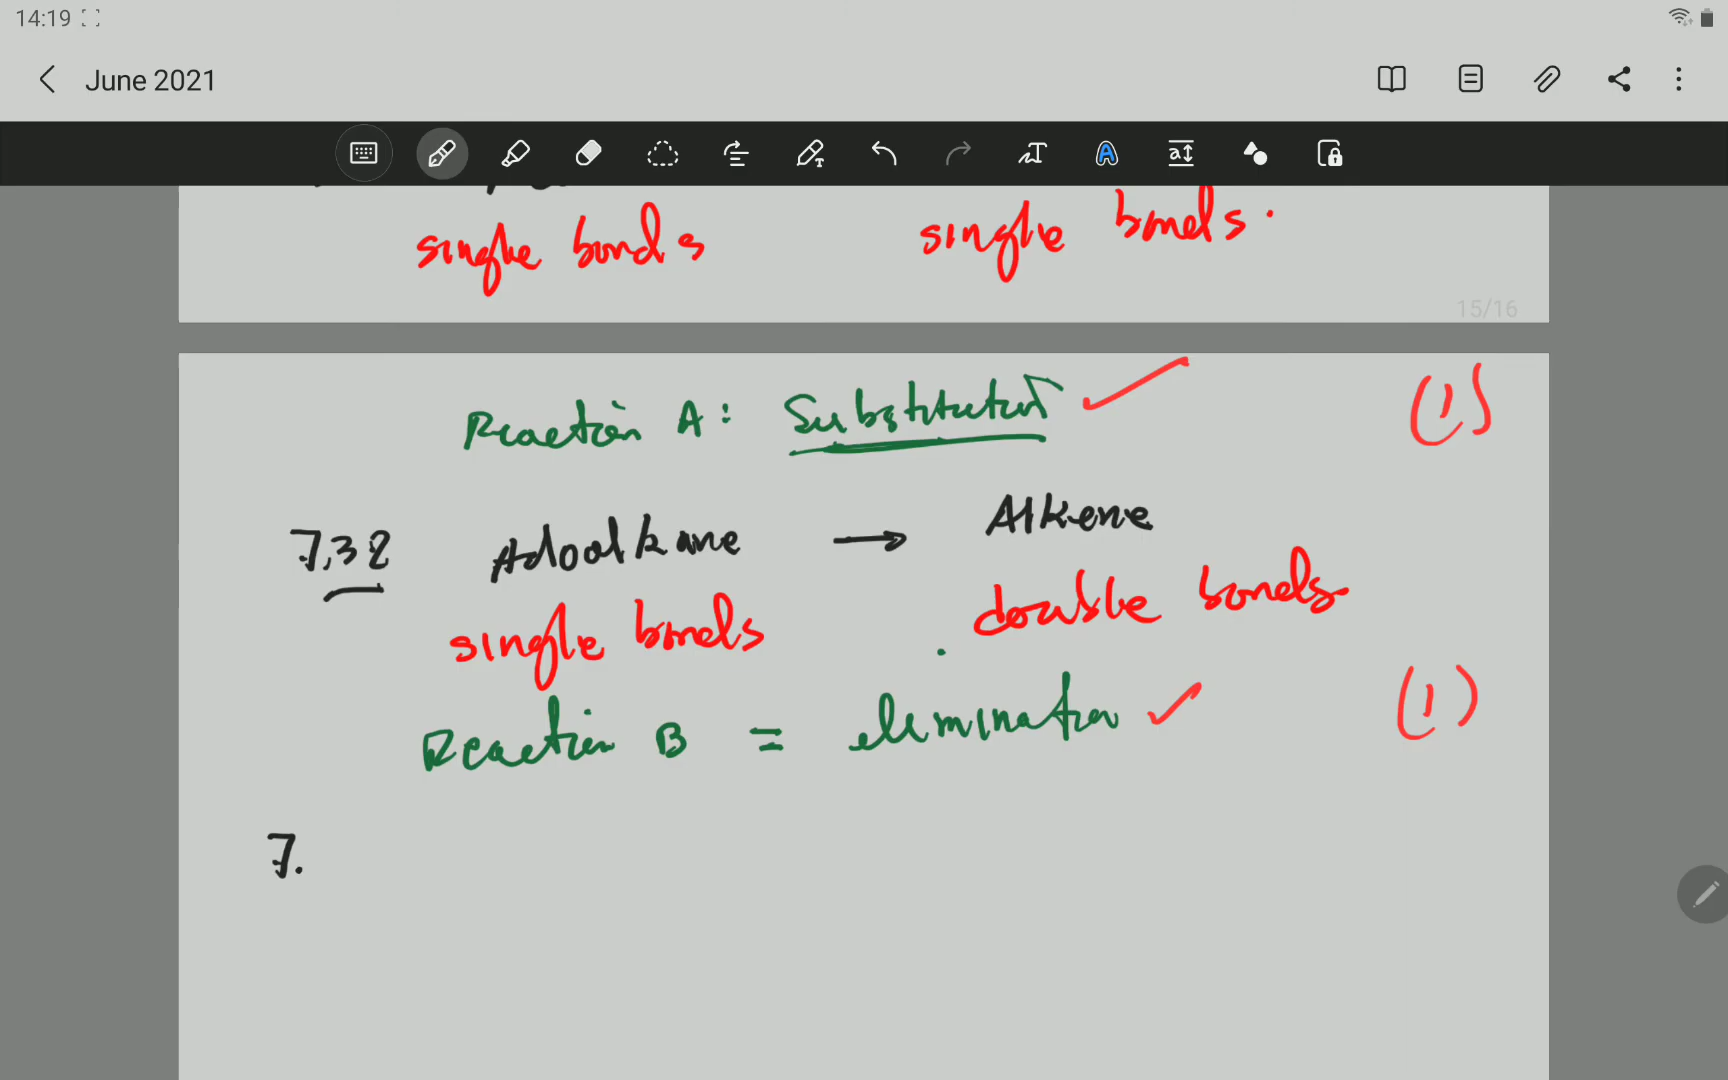 14:19
June 2021
single bonds single bonds.
15/16
Reaction A: Substitution (1)
7.3.2 Haloalkane → Alkene
single bonds double bonds
Reaction B = elimination (1)
7.